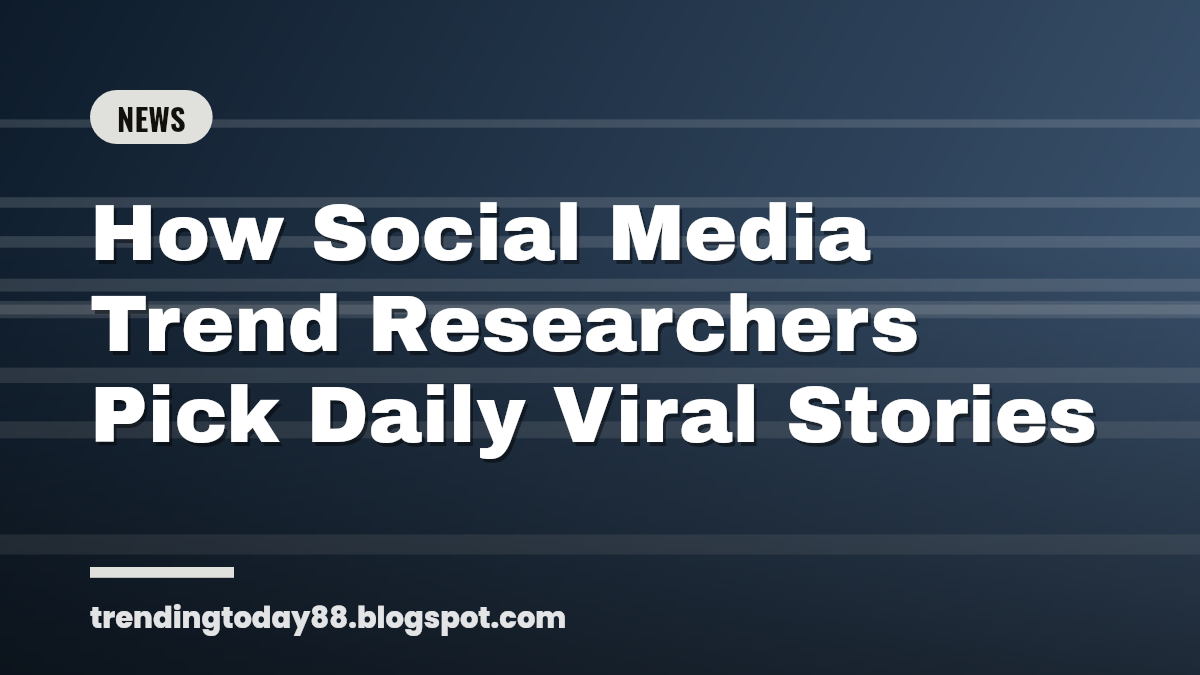 NEWS
How Social Media
Trend Researchers
Pick Daily Viral Stories
trendingtoday88.blogspot.com